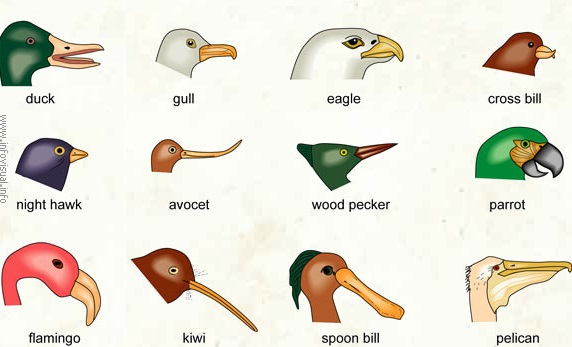 duck
gull
eagle
cross bill
www.infovisual.info
night hawk
avocet
wood pecker
parrot
flamingo
kiwi
spoon bill
pelican